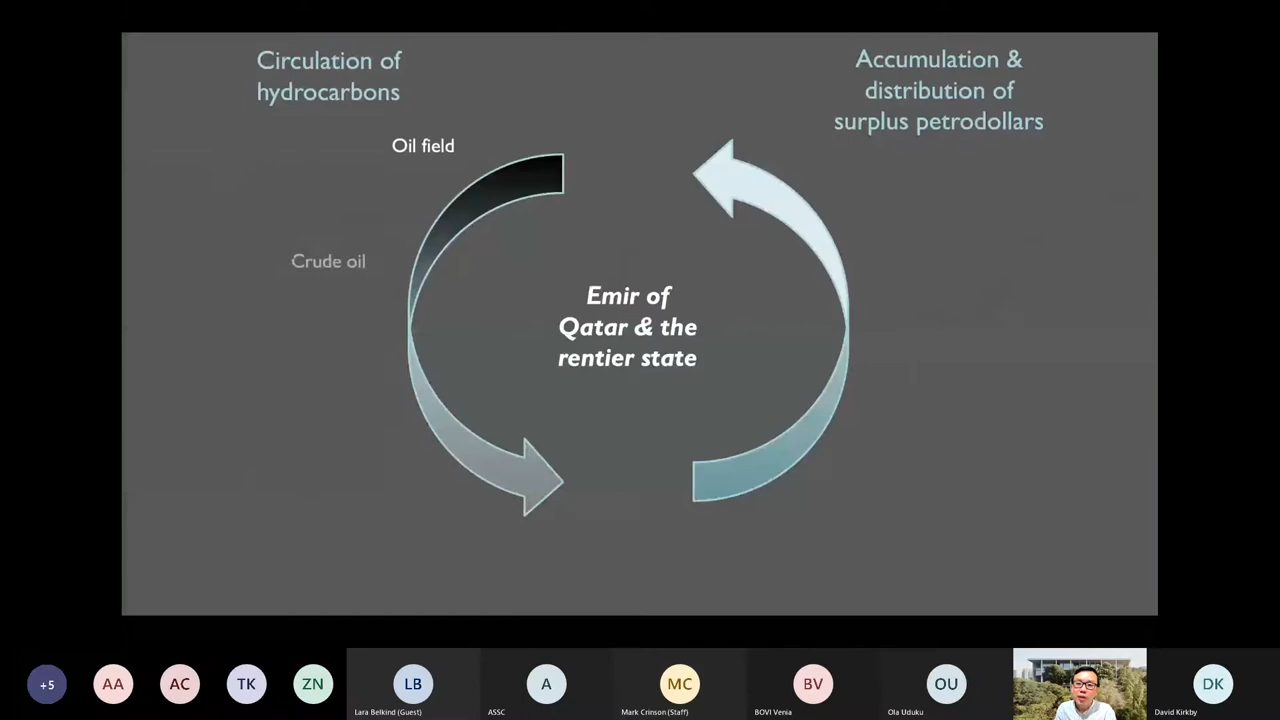 Circulation of
hydrocarbons
Accumulation &
distribution of
surplus petrodollars
Oil field
Crude oil
Emir of
Qatar & the
rentier state
+5
AA
AC
TK
ZN
LB
A
MC
BV
OU
DK
Lara Belkind (Guest)
ASSC
Mark Crinson (Staff)
BOVI Venia
Ola Uduku
David Kirkby